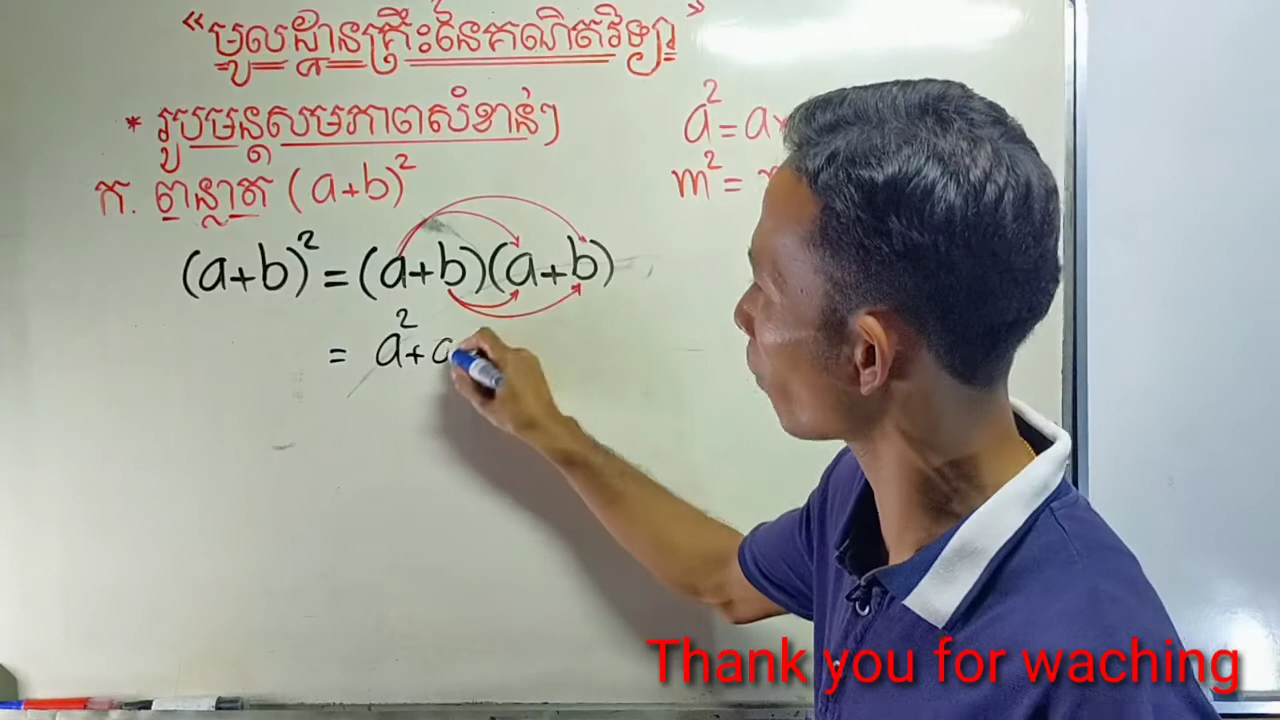 “មូលដ្ឋានគ្រឹះនៃគណិតវិទ្យា”
* រូបមន្តសមភាពសំខាន់ៗ
ក. ពន្លាត (a+b)²
a² = a
m² =
(a+b)² = (a+b)(a+b)
= a² + a
Thank you for waching